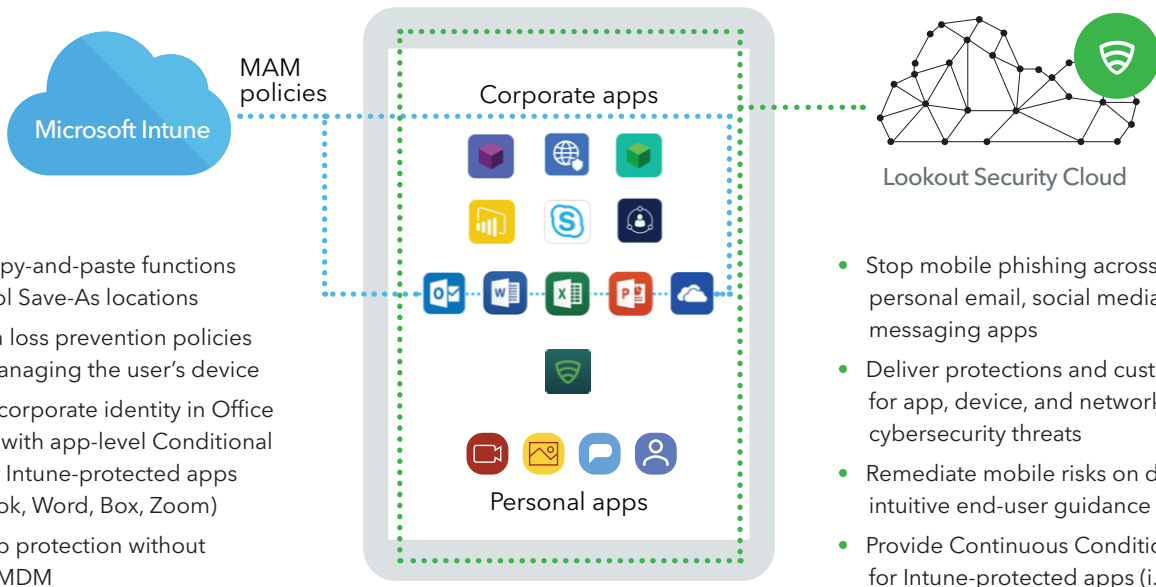 MAM
policies
Microsoft Intune
Corporate apps
Personal apps
Lookout Security Cloud
py-and-paste functions
ol Save-As locations
loss prevention policies
anaging the user's device
corporate identity in Office
with app-level Conditional
Intune-protected apps
ok, Word, Box, Zoom)
protection without
MDM
• Stop mobile phishing across
personal email, social media
messaging apps
• Deliver protections and cust
for app, device, and network
cybersecurity threats
• Remediate mobile risks on d
intuitive end-user guidance
• Provide Continuous Conditio
for Intune-protected apps (i.